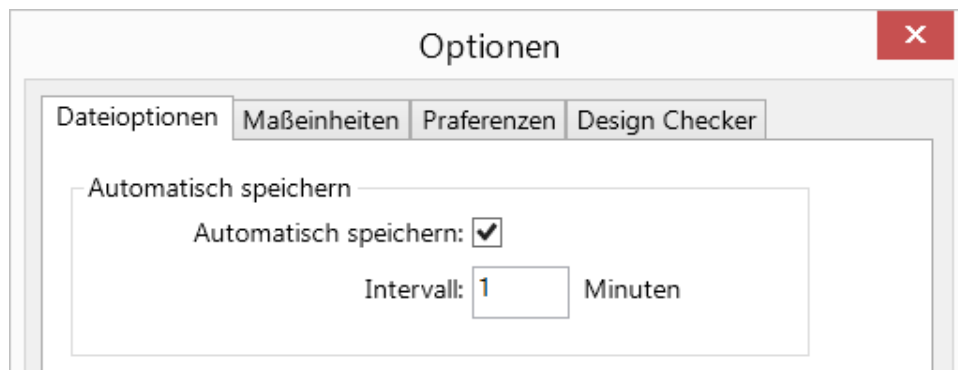 Optionen
Dateioptionen Maßeinheiten Praferenzen Design Checker
Automatisch speichern
Automatisch speichern:
Intervall: 1 Minuten